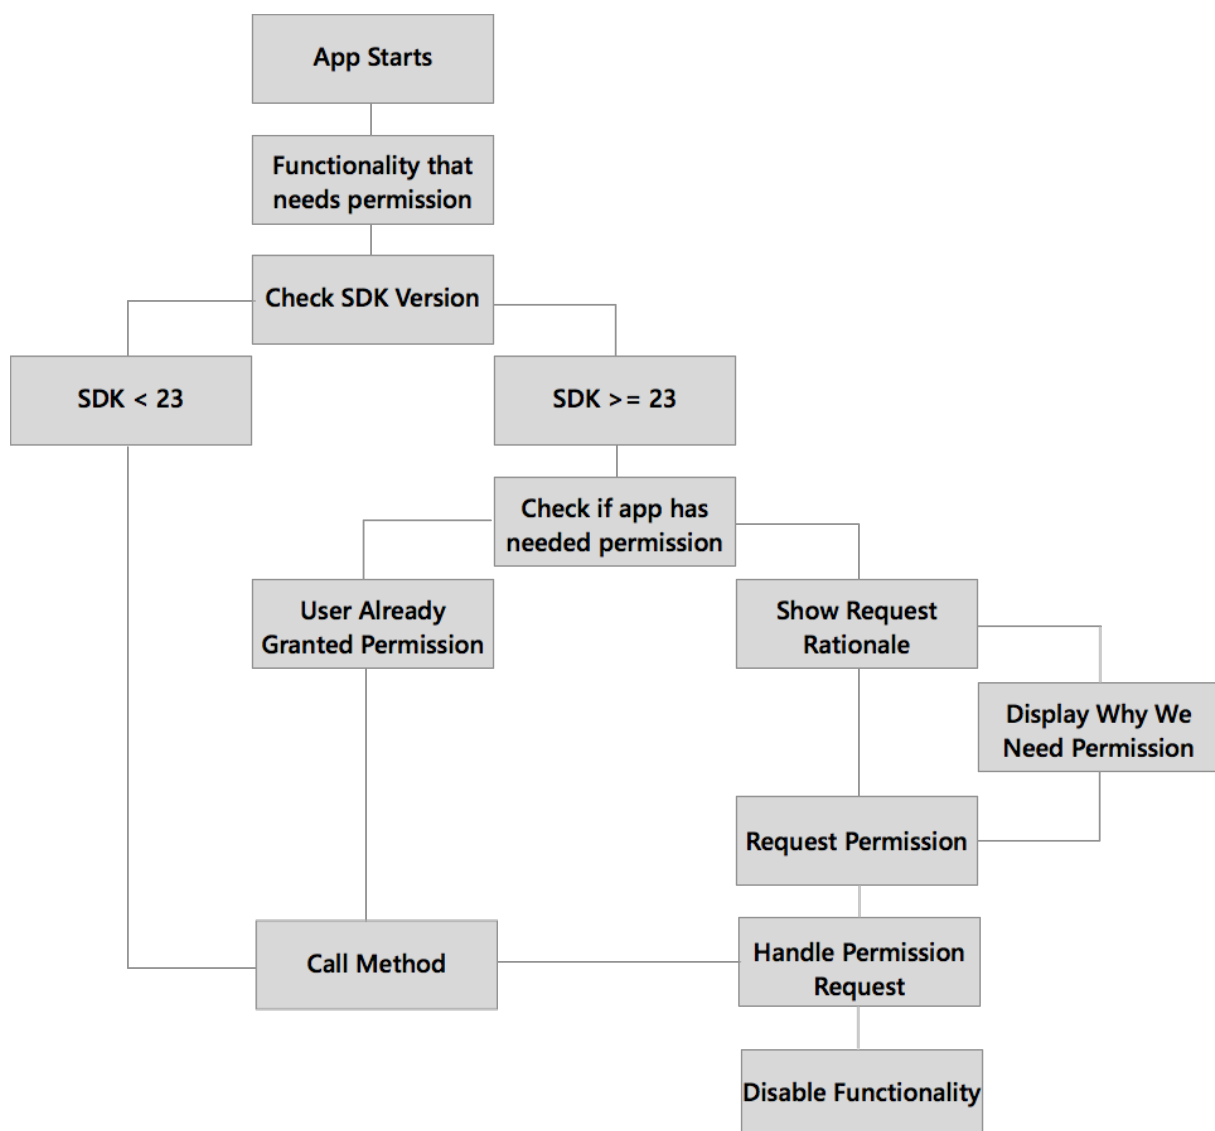 App Starts
Functionality that
needs permission
Check SDK Version
SDK < 23
SDK >= 23
Check if app has
needed permission
User Already
Granted Permission
Show Request
Rationale
Display Why We
Need Permission
Request Permission
Call Method
Handle Permission
Request
Disable Functionality